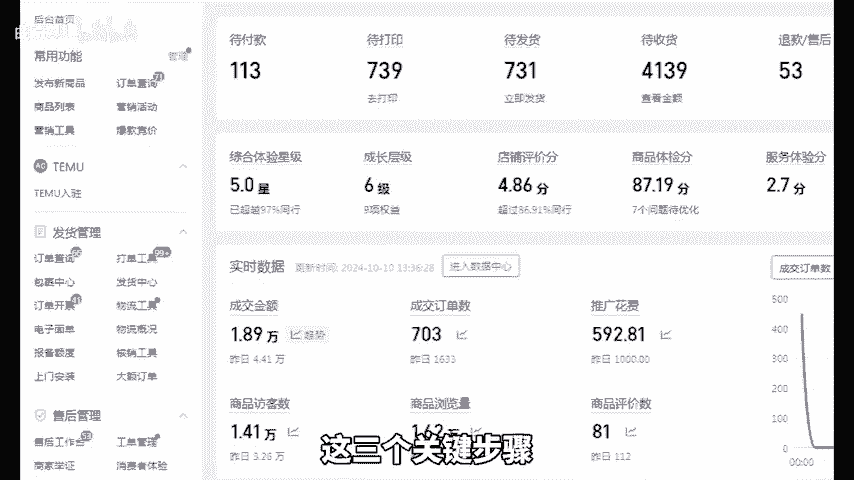 后台首页
常用功能
管理
发布新商品
订单查询
71
商品列表
营销活动
营销工具
爆款竞价
TEMU
TEMU入驻
发货管理
订单查询
打单工具
99+
包裹中心
发货中心
订单开票
物流工具
电子面单
物流概况
报备额度
核销工具
上门安装
大额订单
售后管理
售后工作台
53
工单管理
商家举证
消费者体验
待付款
待打印
待发货
待收货
退款/售后
113
739
731
4139
53
去打印
立即发货
查看金额
综合体验星级
成长层级
店铺评价分
商品体检分
服务体验分
5.0 星
6 级
4.86 分
87.19 分
2.7 分
已超越97%同行
9项权益
超过86.91%同行
7个问题待优化
实时数据
更新时间: 2024-10-10 13:36:28
进入数据中心
成交订单数
成交金额
成交订单数
推广花费
1.89 万
趋势
703
592.81
昨日 4.41 万
昨日 1633
昨日 1000.00
商品访客数
商品浏览量
商品评价数
1.41 万
1.62 万
81
昨日 3.26 万
昨日 112
500
400
300
200
100
0
00:00
这三个关键步骤